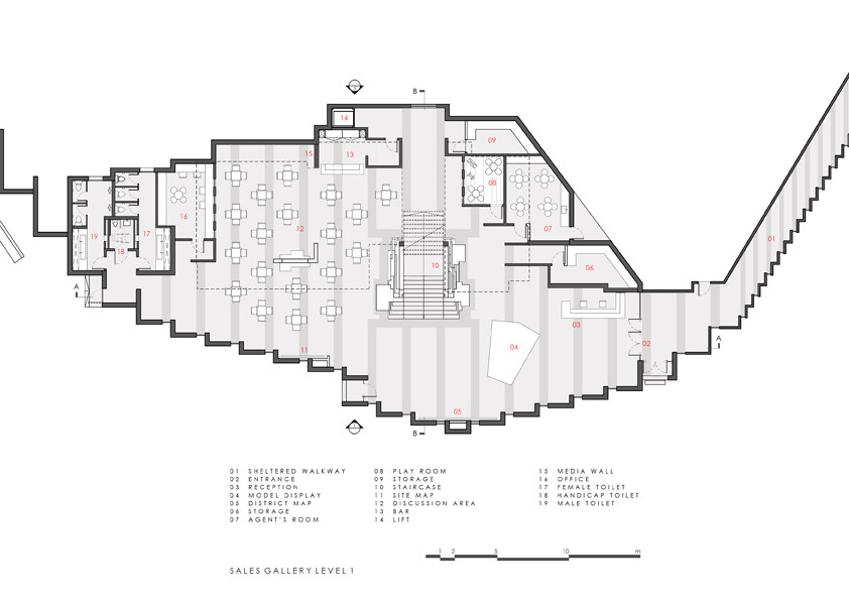 B
14
15
13
09
08
16
12
07
19
18
17
10
06
01
A
03
02
A
04
11
05
B
01 SHELTERED WALKWAY
02 ENTRANCE
03 RECEPTION
04 MODEL DISPLAY
05 DISTRICT MAP
06 STORAGE
07 AGENT'S ROOM
08 PLAY ROOM
09 STORAGE
10 STAIRCASE
11 SITE MAP
12 DISCUSSION AREA
13 BAR
14 LIFT
15 MEDIA WALL
16 OFFICE
17 FEMALE TOILET
18 HANDICAP TOILET
19 MALE TOILET
1 2 5 10 m
SALES GALLERY LEVEL 1